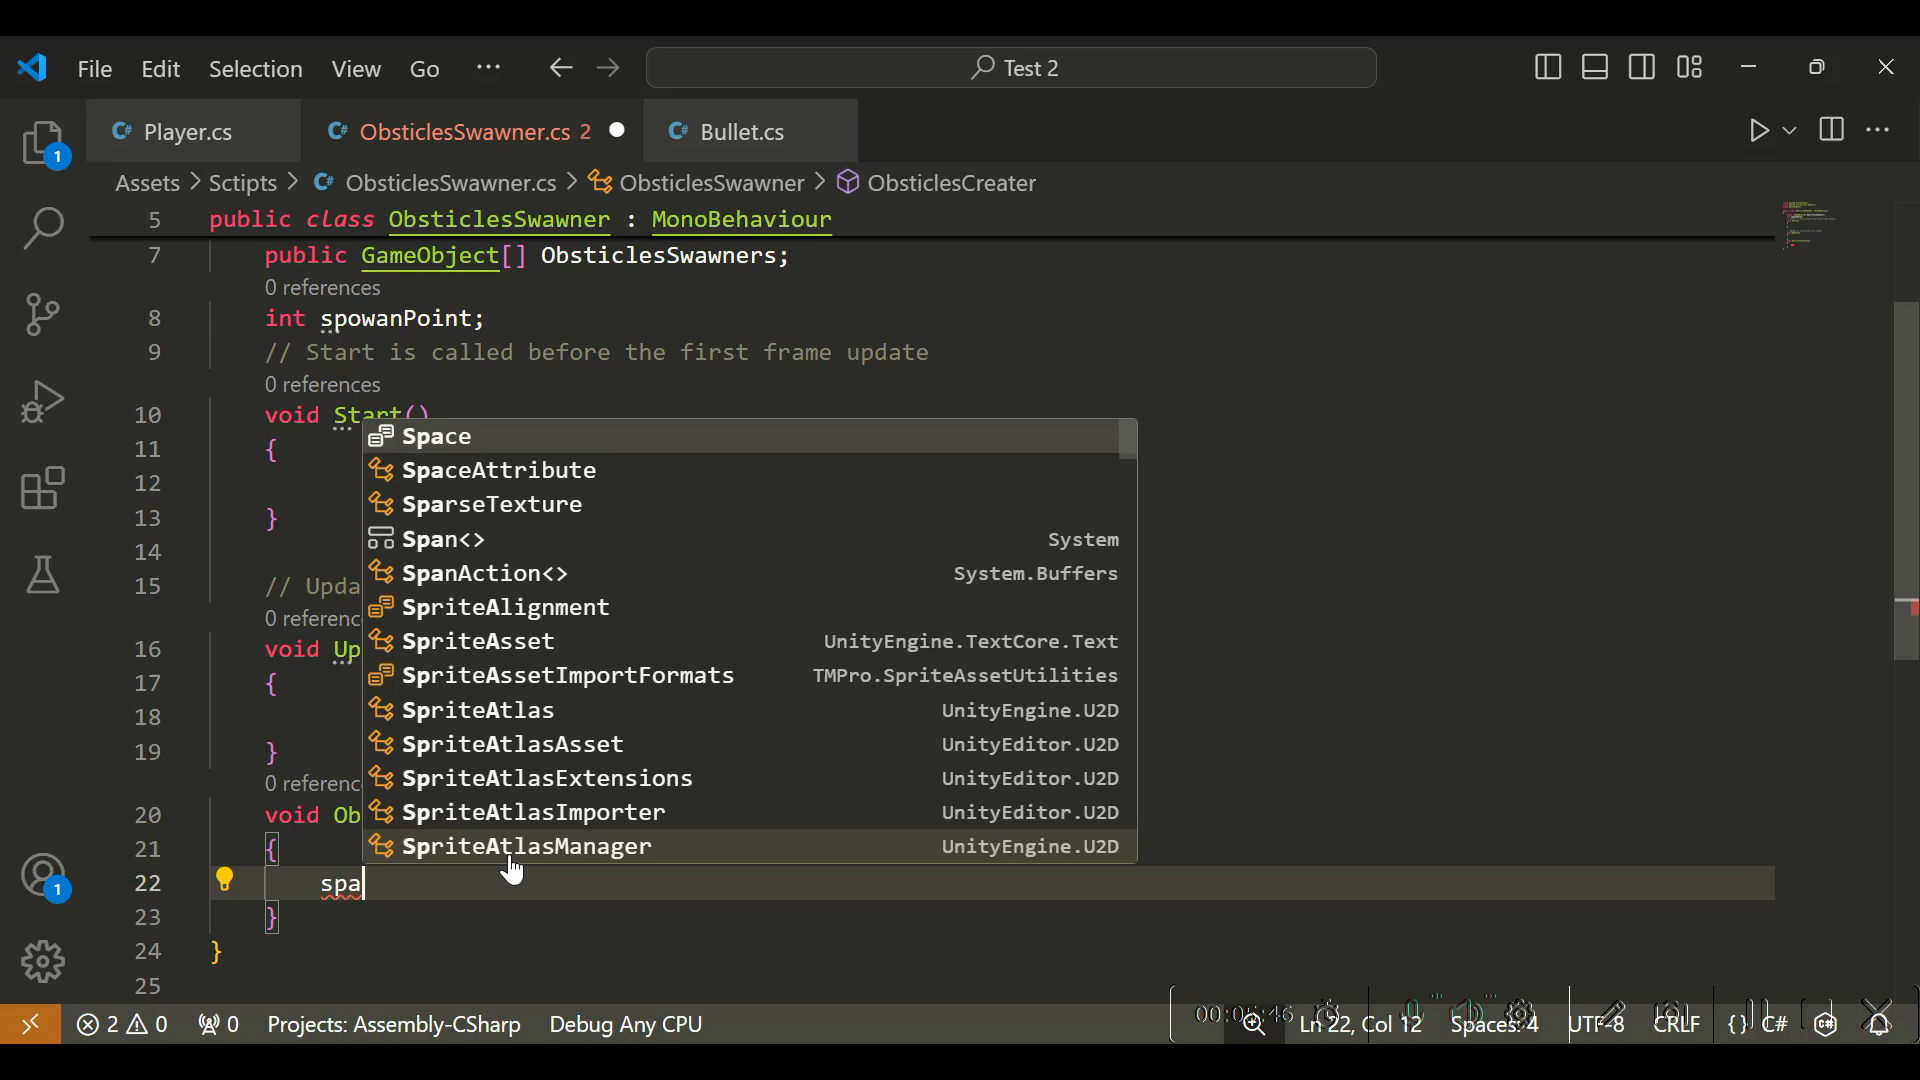 File Edit Selection View Go ··· Test 2
Player.cs ObsticlesSwawner.cs 2 Bullet.cs
Assets > Sctipts > ObsticlesSwawner.cs > ObsticlesSwawner > ObsticlesCreater
5 public class ObsticlesSwawner : MonoBehaviour
7 public GameObject[] ObsticlesSwawners;
0 references
8 int spowanPoint;
9 // Start is called before the first frame update
0 references
10 void Start()
Space
11 {
SpaceAttribute
12
SparseTexture
13 }
Span<> System
14
SpanAction<> System.Buffers
15 // Upda
SpriteAlignment
0 referenc
SpriteAsset UnityEngine.TextCore.Text
16 void Up
SpriteAssetImportFormats TMPro.SpriteAssetUtilities
17 {
SpriteAtlas UnityEngine.U2D
18
SpriteAtlasAsset UnityEditor.U2D
19 }
SpriteAtlasExtensions UnityEditor.U2D
0 referenc
SpriteAtlasImporter UnityEditor.U2D
20 void Ob
SpriteAtlasManager UnityEngine.U2D
21 {
22 spa
23 }
24 }
25
1
1
2 0 0 Projects: Assembly-CSharp Debug Any CPU Ln 22, Col 12 Spaces: 4 UTF-8 CRLF {} C#